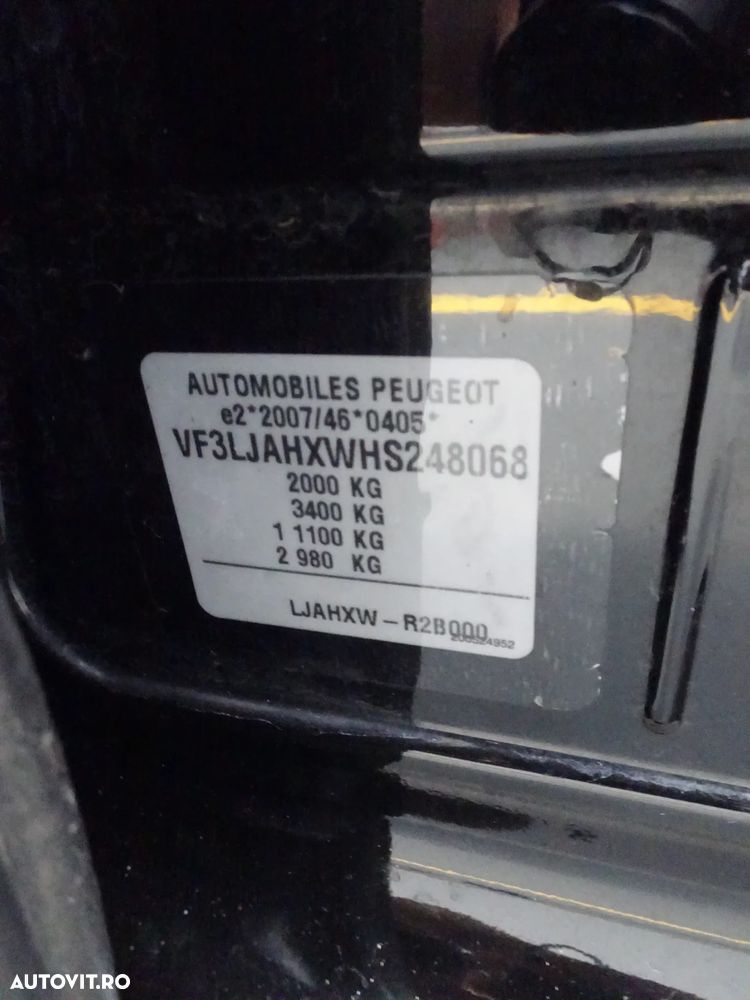 AUTOMOBILES PEUGEOT
e2*2007/46*0405*
VF3LJAHXWHS248068
2000 KG
3400 KG
1 1100 KG
2 980 KG
LJAHXW – R2B000
200524952
AUTOVIT.RO